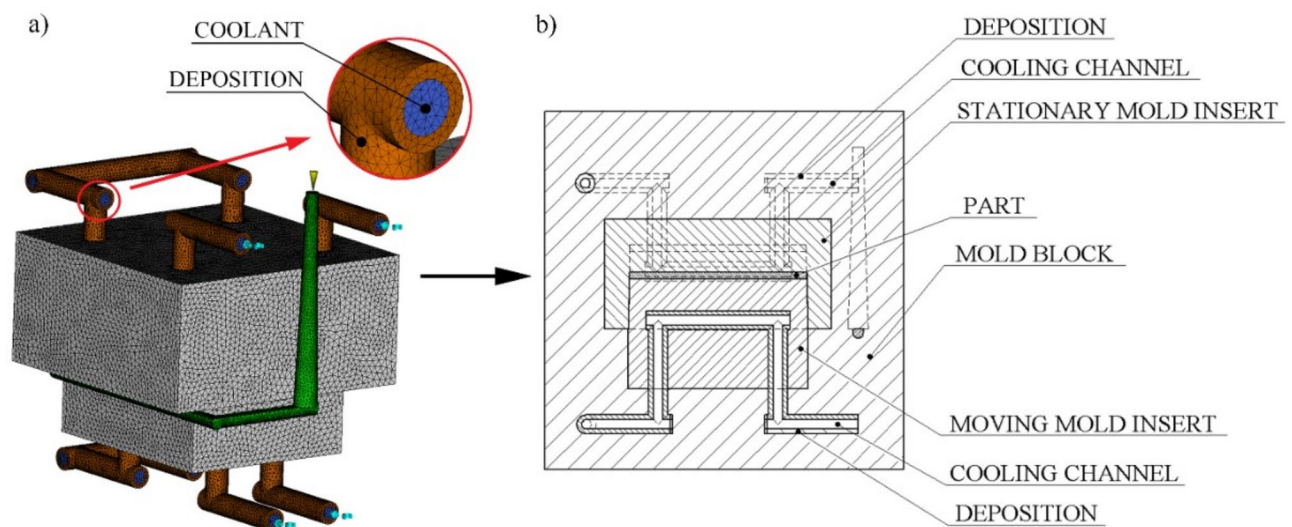 a)
COOLANT
DEPOSITION
b)
DEPOSITION
COOLING CHANNEL
STATIONARY MOLD INSERT
PART
MOLD BLOCK
MOVING MOLD INSERT
COOLING CHANNEL
DEPOSITION